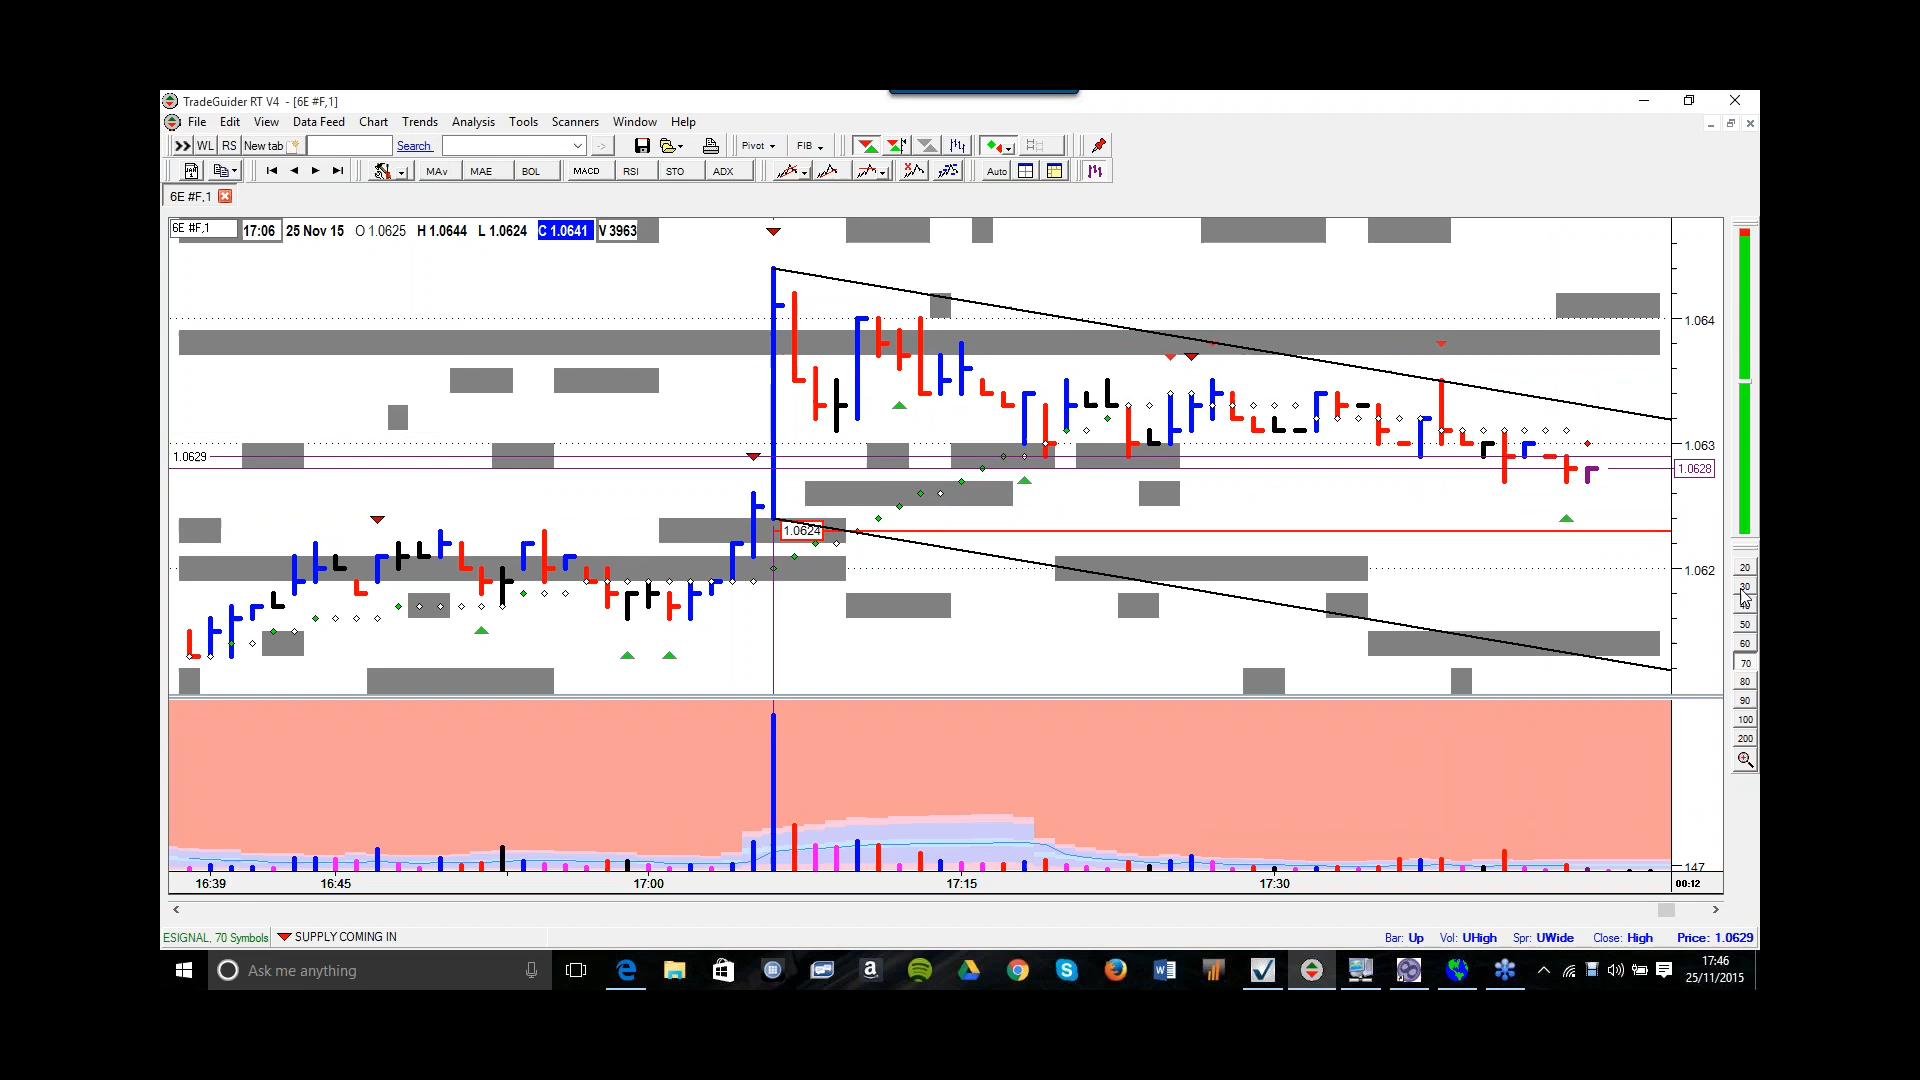 TradeGuider RT V4 - [6E #F,1]
File Edit View Data Feed Chart Trends Analysis Tools Scanners Window Help
WL RS New tab Search Pivot FIB
MAv MAE BOL MACD RSI STO ADX Auto
6E #F,1
6E #F,1 17:06 25 Nov 15 O 1.0625 H 1.0644 L 1.0624 C 1.0641 V 3963
1.064
1.063
1.0629
1.0628
1.0624
1.062
20
30
40
50
60
70
80
90
100
200
147
16:39 16:45 17:00 17:15 17:30 00:12
ESIGNAL, 70 Symbols SUPPLY COMING IN Bar: Up Vol: UHigh Spr: UWide Close: High Price: 1.0629
Ask me anything
17:46
25/11/2015